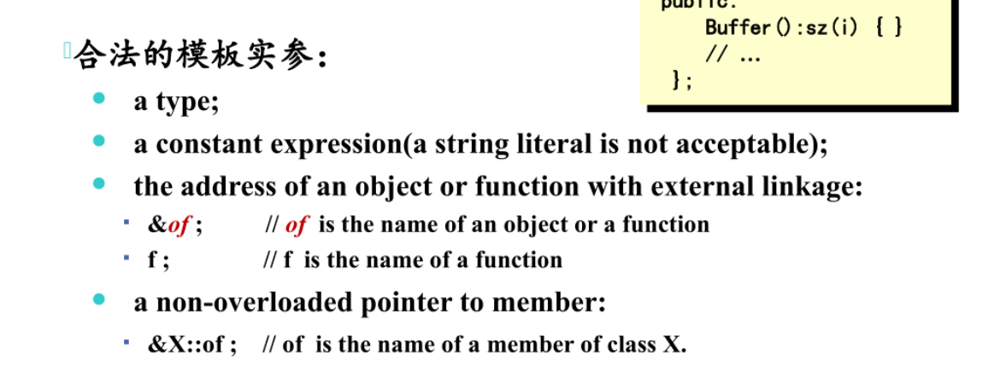 public:
Buffer():sz(i) { }
// …
};
合法的模板实参：
a type;
a constant expression(a string literal is not acceptable);
the address of an object or function with external linkage:
&of ; // of is the name of an object or a function
f ; // f is the name of a function
a non-overloaded pointer to member:
&X::of ; // of is the name of a member of class X.